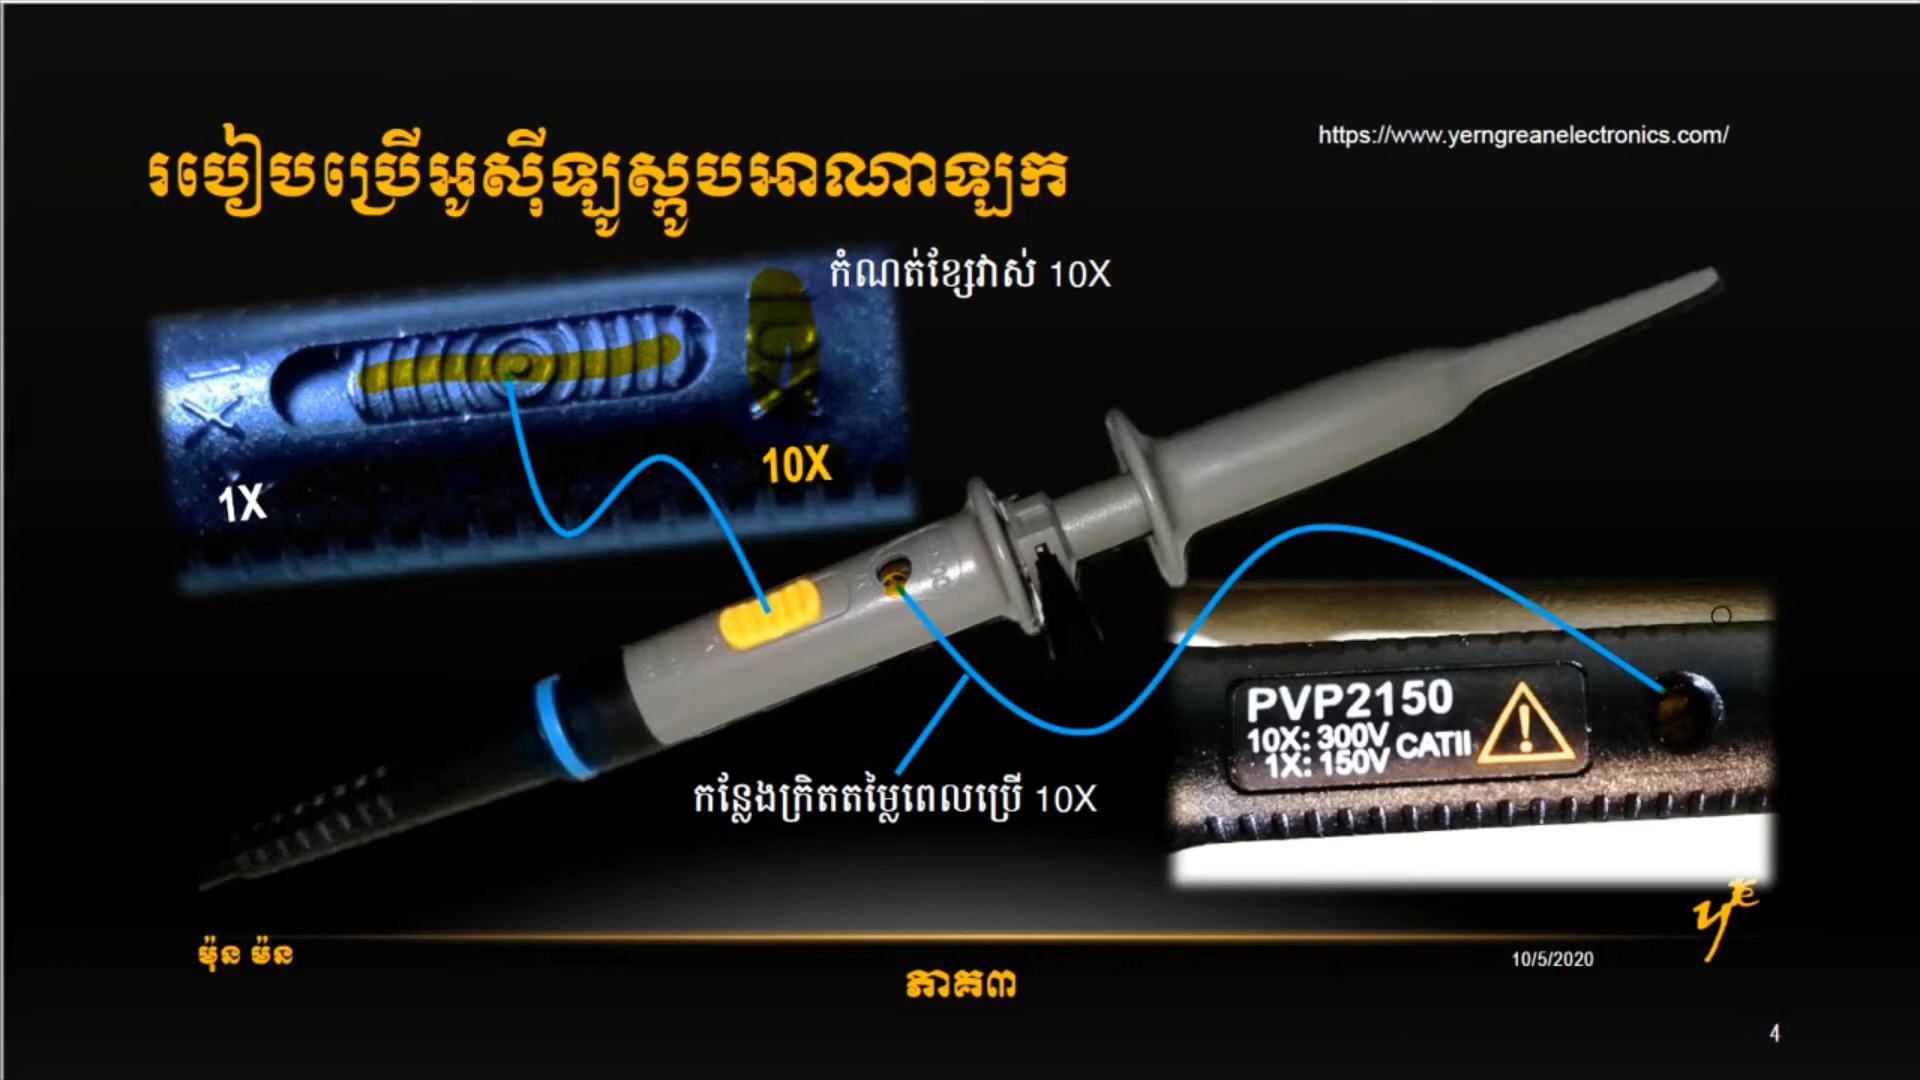 https://www.yerngreanelectronics.com/
របៀបប្រើអូស៊ីឡូស្កូបអាណាឡក
កំណត់ខ្សែវាស់ 10X
1X
10X
PVP2150
10X: 300V CATII
1X: 150V
កន្លែងក្រិតតម្លៃពេលប្រើ 10X
ម៉ុន ម៉ន
10/5/2020
ភាគ៣
4